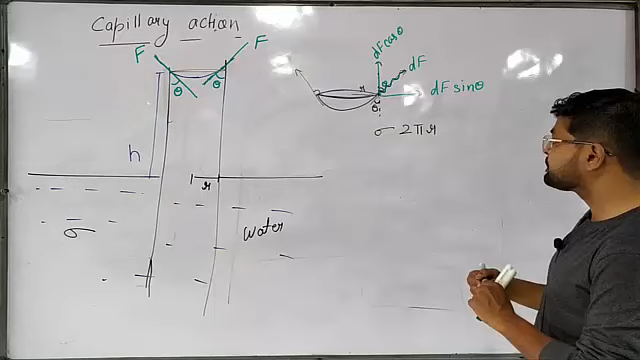 Capillary action
F
F
θ
θ
h
r
σ
water
dF cosθ
dF
r
dF sinθ
θ
σ 2πr